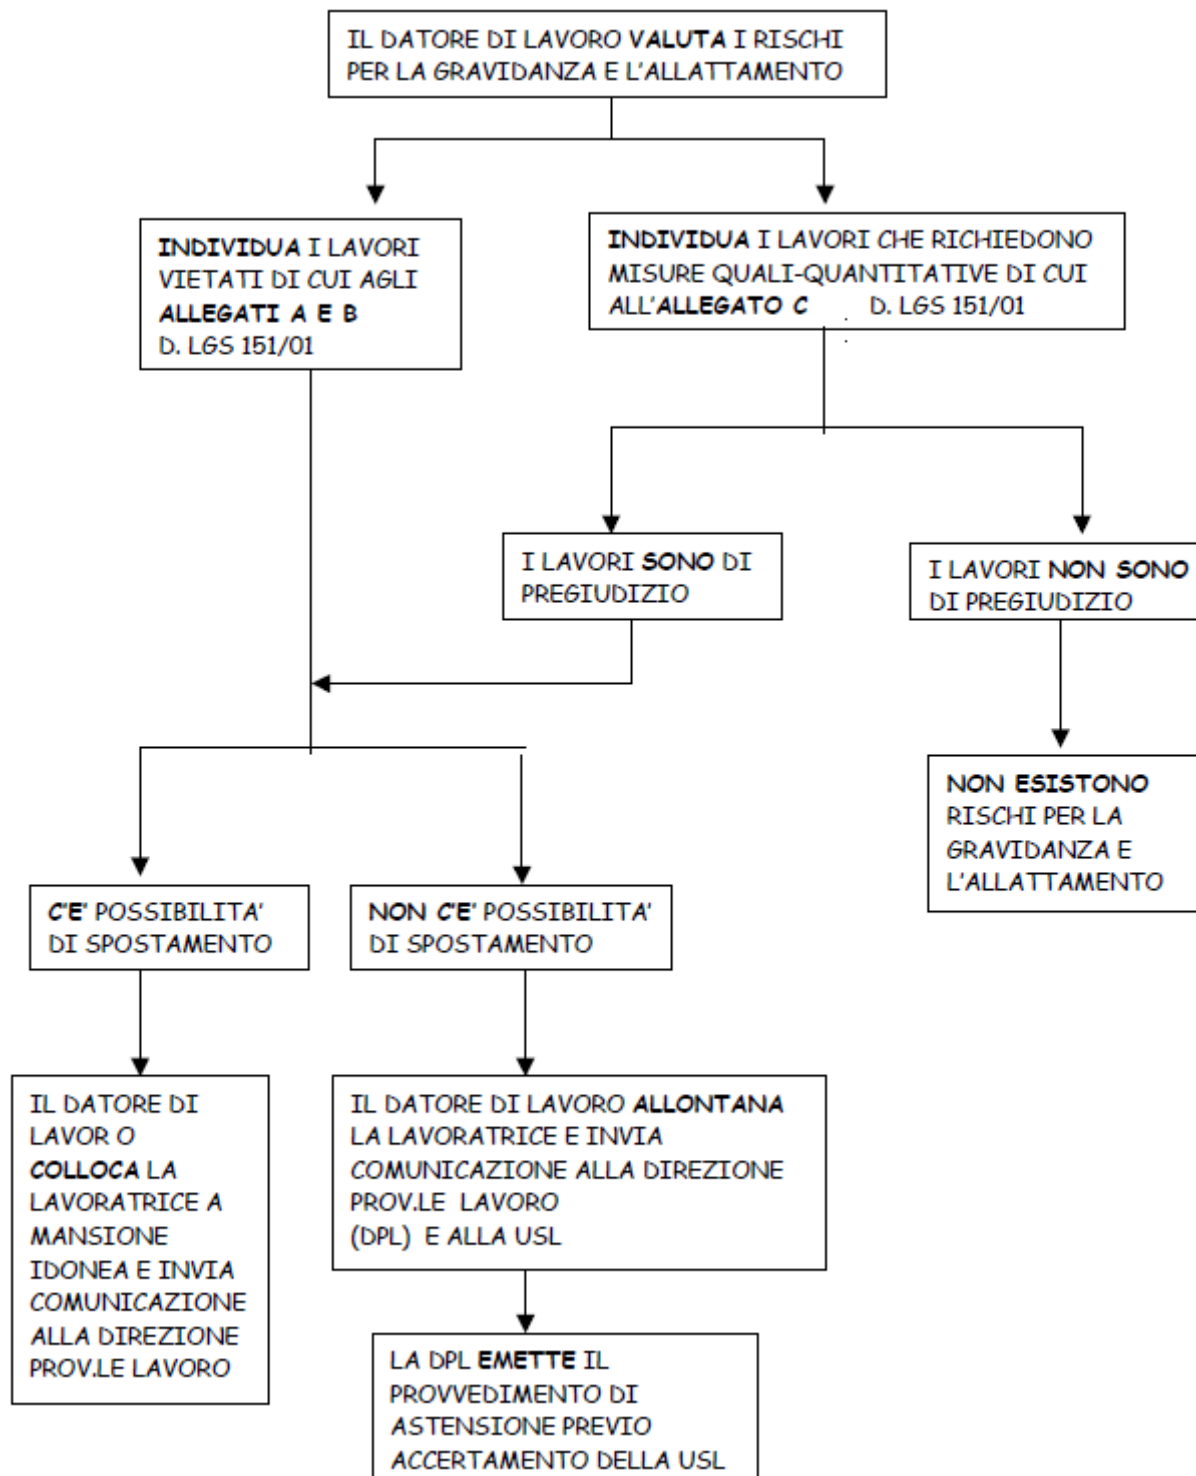 IL DATORE DI LAVORO VALUTA I RISCHI
PER LA GRAVIDANZA E L'ALLATTAMENTO
INDIVIDUA I LAVORI
VIETATI DI CUI AGLI
ALLEGATI A E B
D. LGS 151/01
INDIVIDUA I LAVORI CHE RICHIEDONO
MISURE QUALI-QUANTITATIVE DI CUI
ALL'ALLEGATO C D. LGS 151/01
I LAVORI SONO DI
PREGIUDIZIO
I LAVORI NON SONO
DI PREGIUDIZIO
NON ESISTONO
RISCHI PER LA
GRAVIDANZA E
L'ALLATTAMENTO
C'E' POSSIBILITA'
DI SPOSTAMENTO
NON C'E' POSSIBILITA'
DI SPOSTAMENTO
IL DATORE DI
LAVOR O
COLLOCA LA
LAVORATRICE A
MANSIONE
IDONEA E INVIA
COMUNICAZIONE
ALLA DIREZIONE
PROV.LE LAVORO
IL DATORE DI LAVORO ALLONTANA
LA LAVORATRICE E INVIA
COMUNICAZIONE ALLA DIREZIONE
PROV.LE LAVORO
(DPL) E ALLA USL
LA DPL EMETTE IL
PROVVEDIMENTO DI
ASTENSIONE PREVIO
ACCERTAMENTO DELLA USL